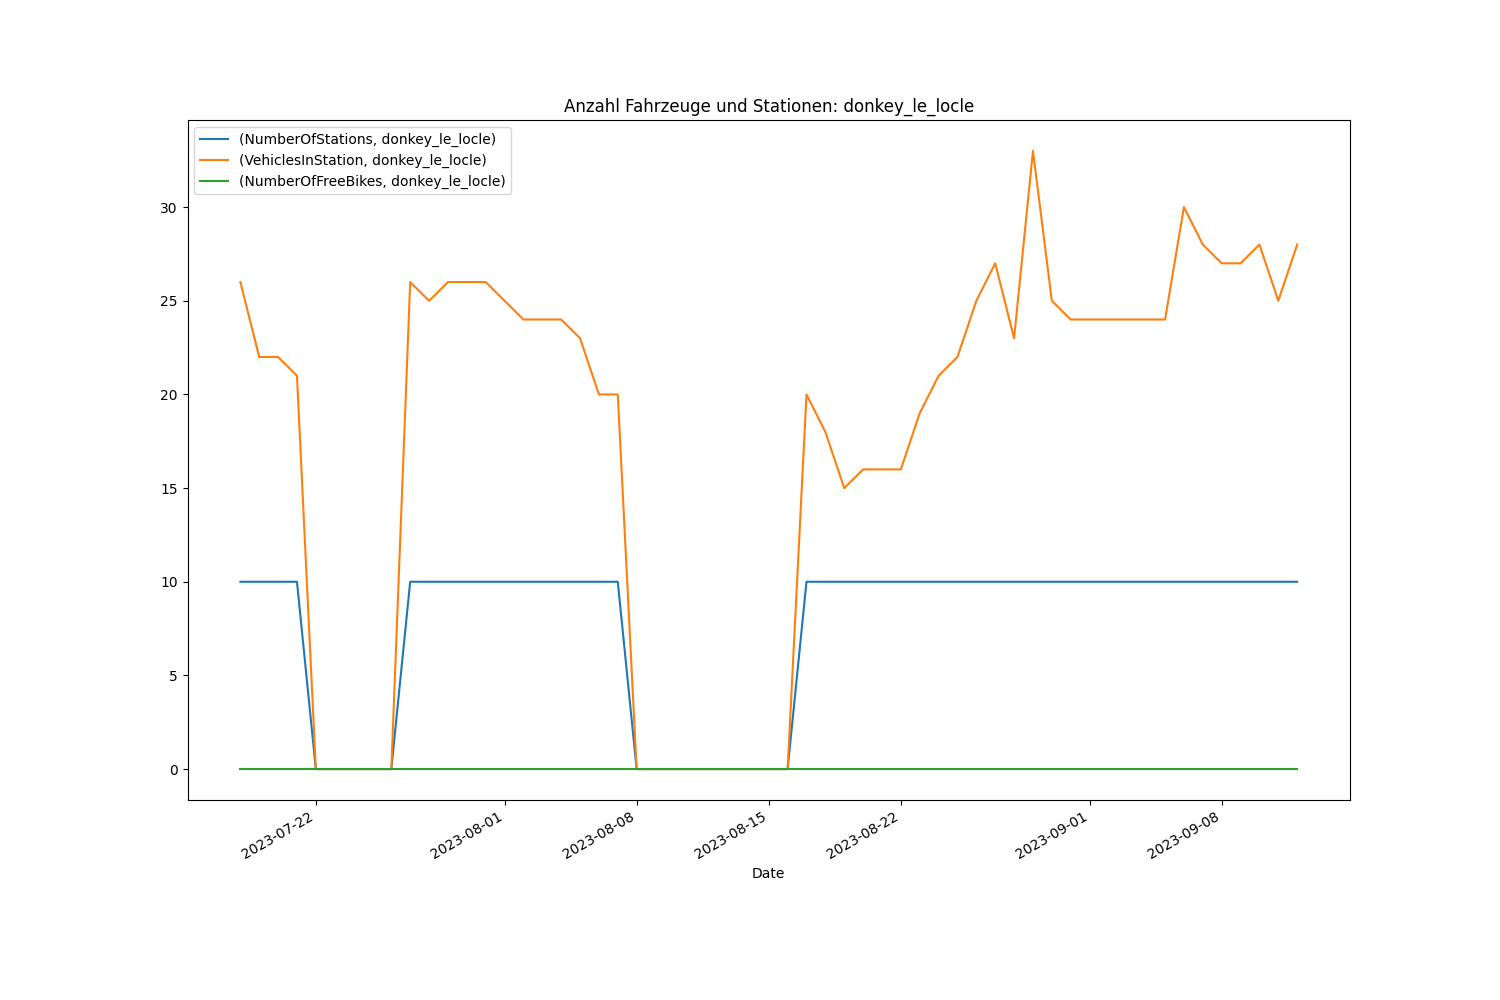 Anzahl Fahrzeuge und Stationen: donkey_le_locle
(NumberOfStations, donkey_le_locle)
(VehiclesInStation, donkey_le_locle)
(NumberOfFreeBikes, donkey_le_locle)
30
25
20
15
10
5
0
2023-07-22
2023-08-01
2023-08-08
2023-08-15
2023-08-22
2023-09-01
2023-09-08
Date